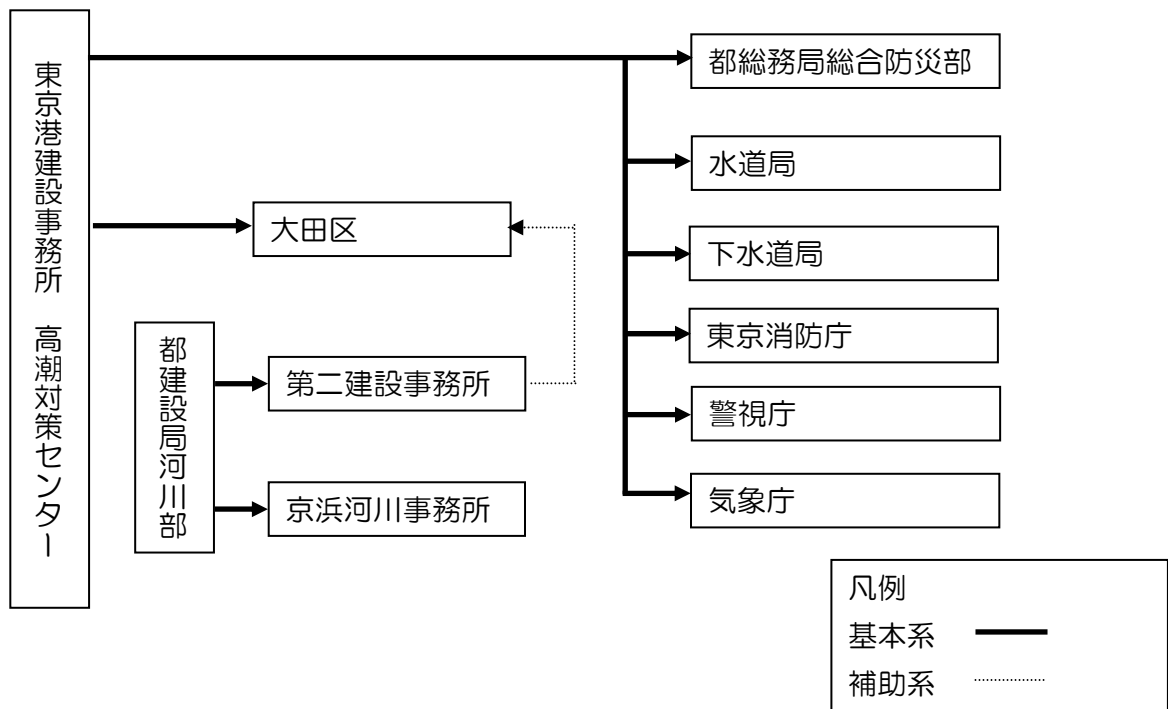 東京港建設事務所　高潮対策センター
都総務局総合防災部
水道局
大田区
下水道局
都建設局河川部
東京消防庁
第二建設事務所
警視庁
京浜河川事務所
気象庁
凡例
基本系
補助系